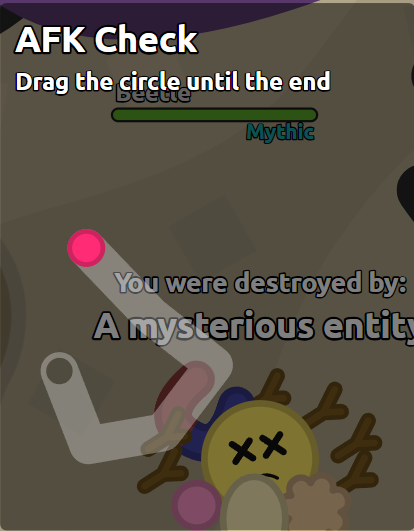 AFK Check
Drag the circle until the end
Beetle
Mythic
You were destroyed by:
A mysterious entity